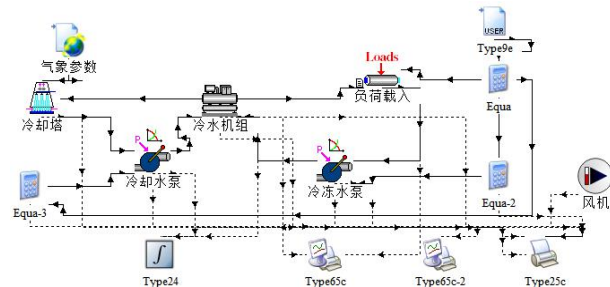 USER
Type9e
气象参数
Loads
负荷载入
冷却塔
冷水机组
Equa
P
冷却水泵
P
冷冻水泵
Equa-3
Equa-2
风机
Type24
Type65c
Type65c-2
Type25c